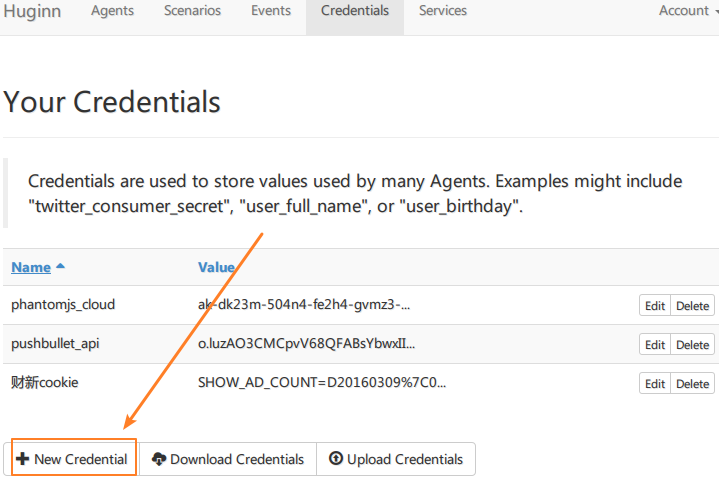 Huginn Agents Scenarios Events Credentials Services Account
Your Credentials
Credentials are used to store values used by many Agents. Examples might include
"twitter_consumer_secret", "user_full_name", or "user_birthday".
Name Value
phantomjs_cloud ak-dk23m-504n4-fe2h4-gvmz3-... Edit Delete
pushbullet_api o.luzAO3CMCpvV68QFABsYbwxII... Edit Delete
财新cookie SHOW_AD_COUNT=D20160309%7C0... Edit Delete
New Credential Download Credentials Upload Credentials